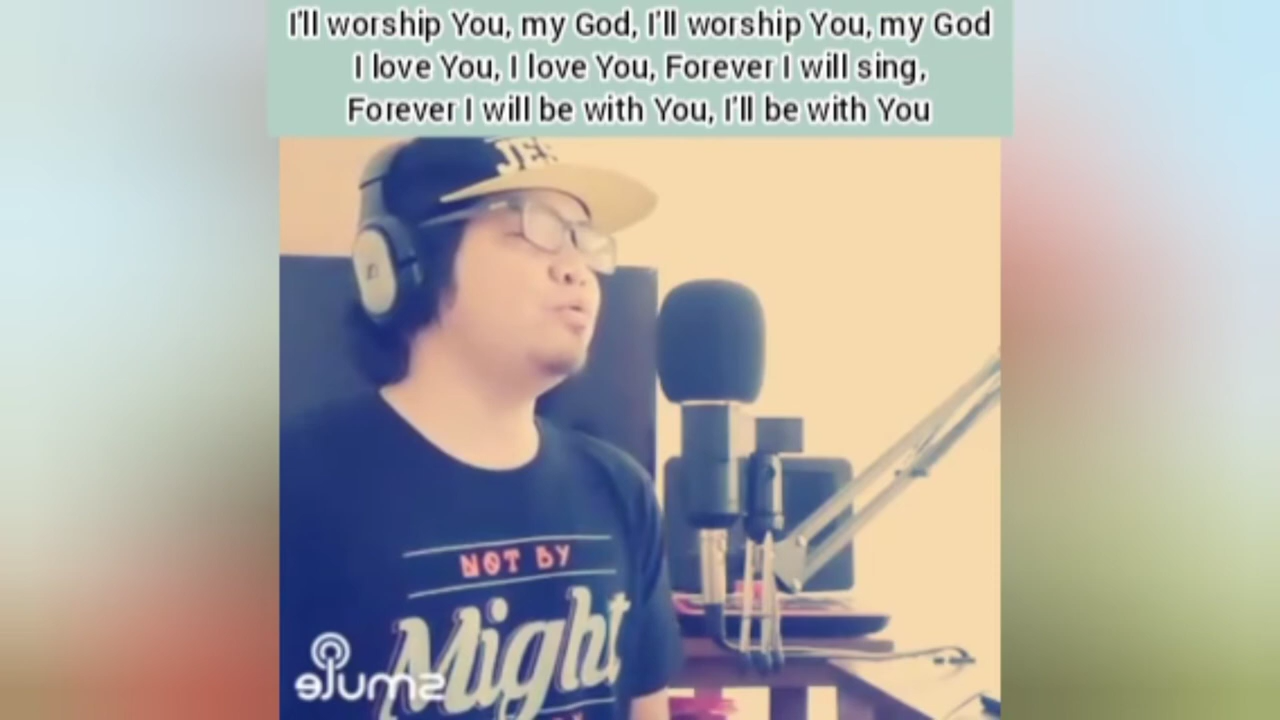 I'll worship You, my God, I'll worship You, my God
I love You, I love You, Forever I will sing,
Forever I will be with You, I'll be with You
JES
NOT BY
Might
smule